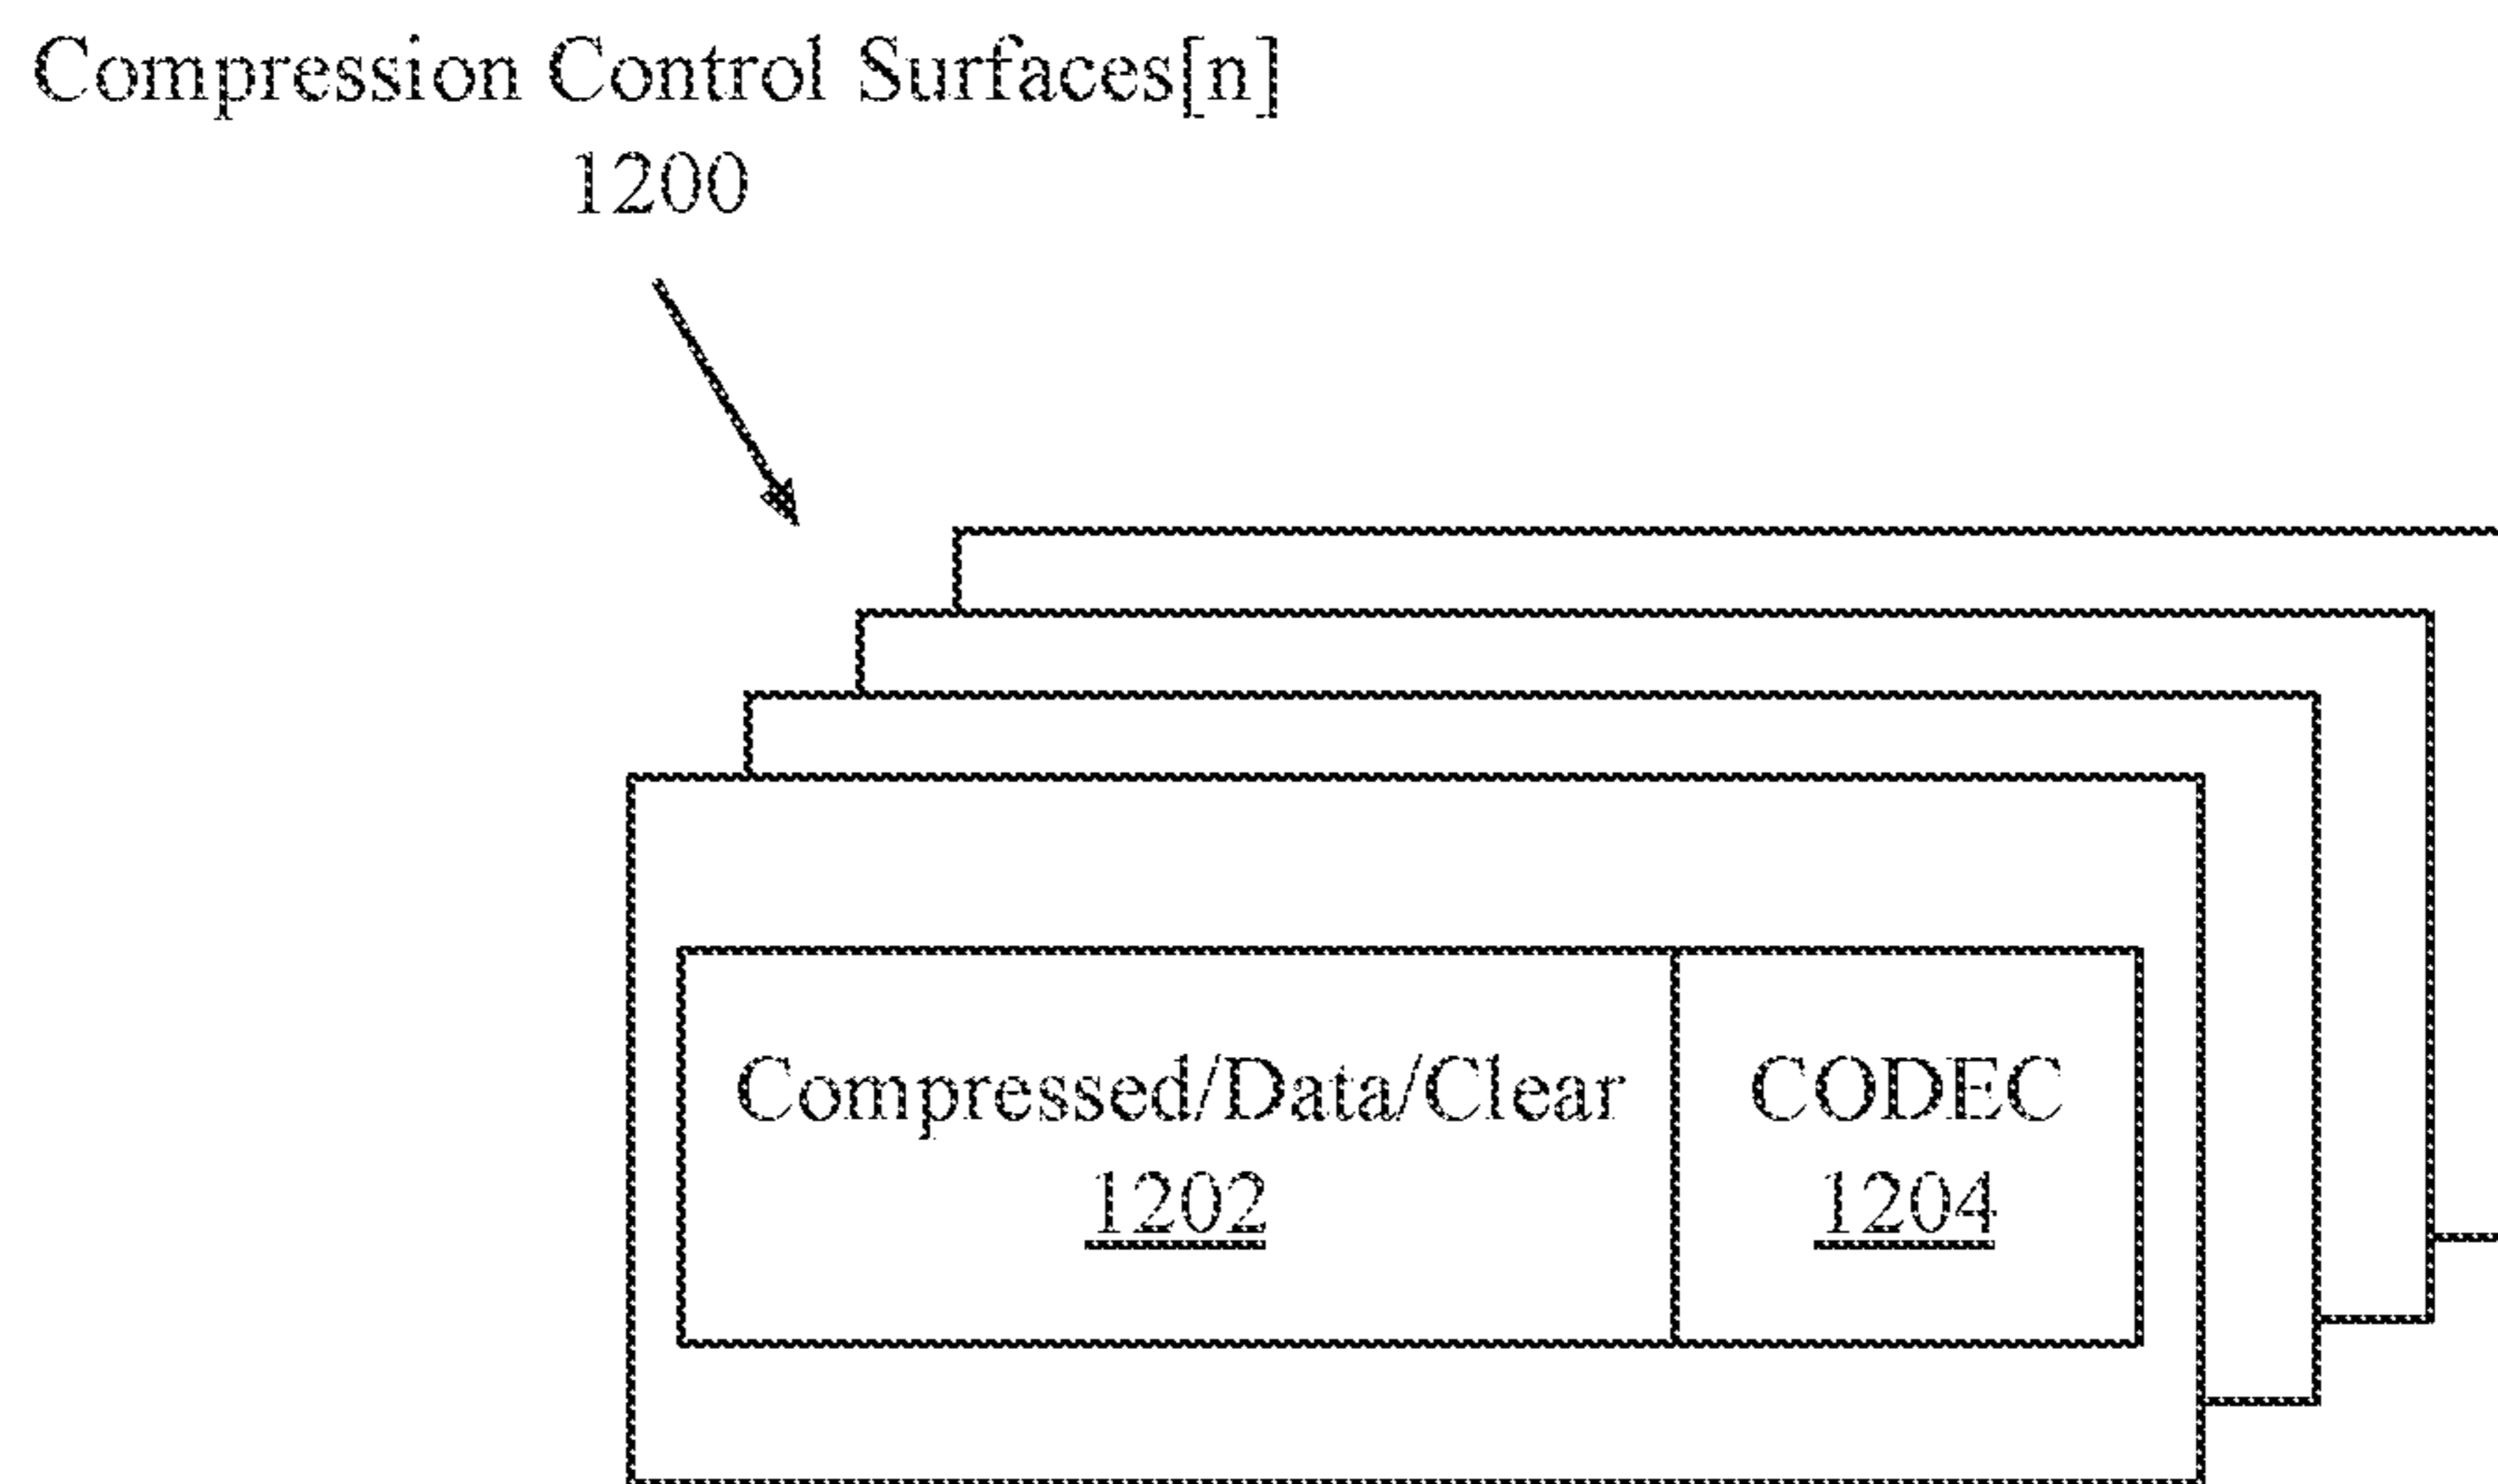 Compression Control Surfaces[n]
1200
Compressed/Data/Clear
1202
CODEC
1204